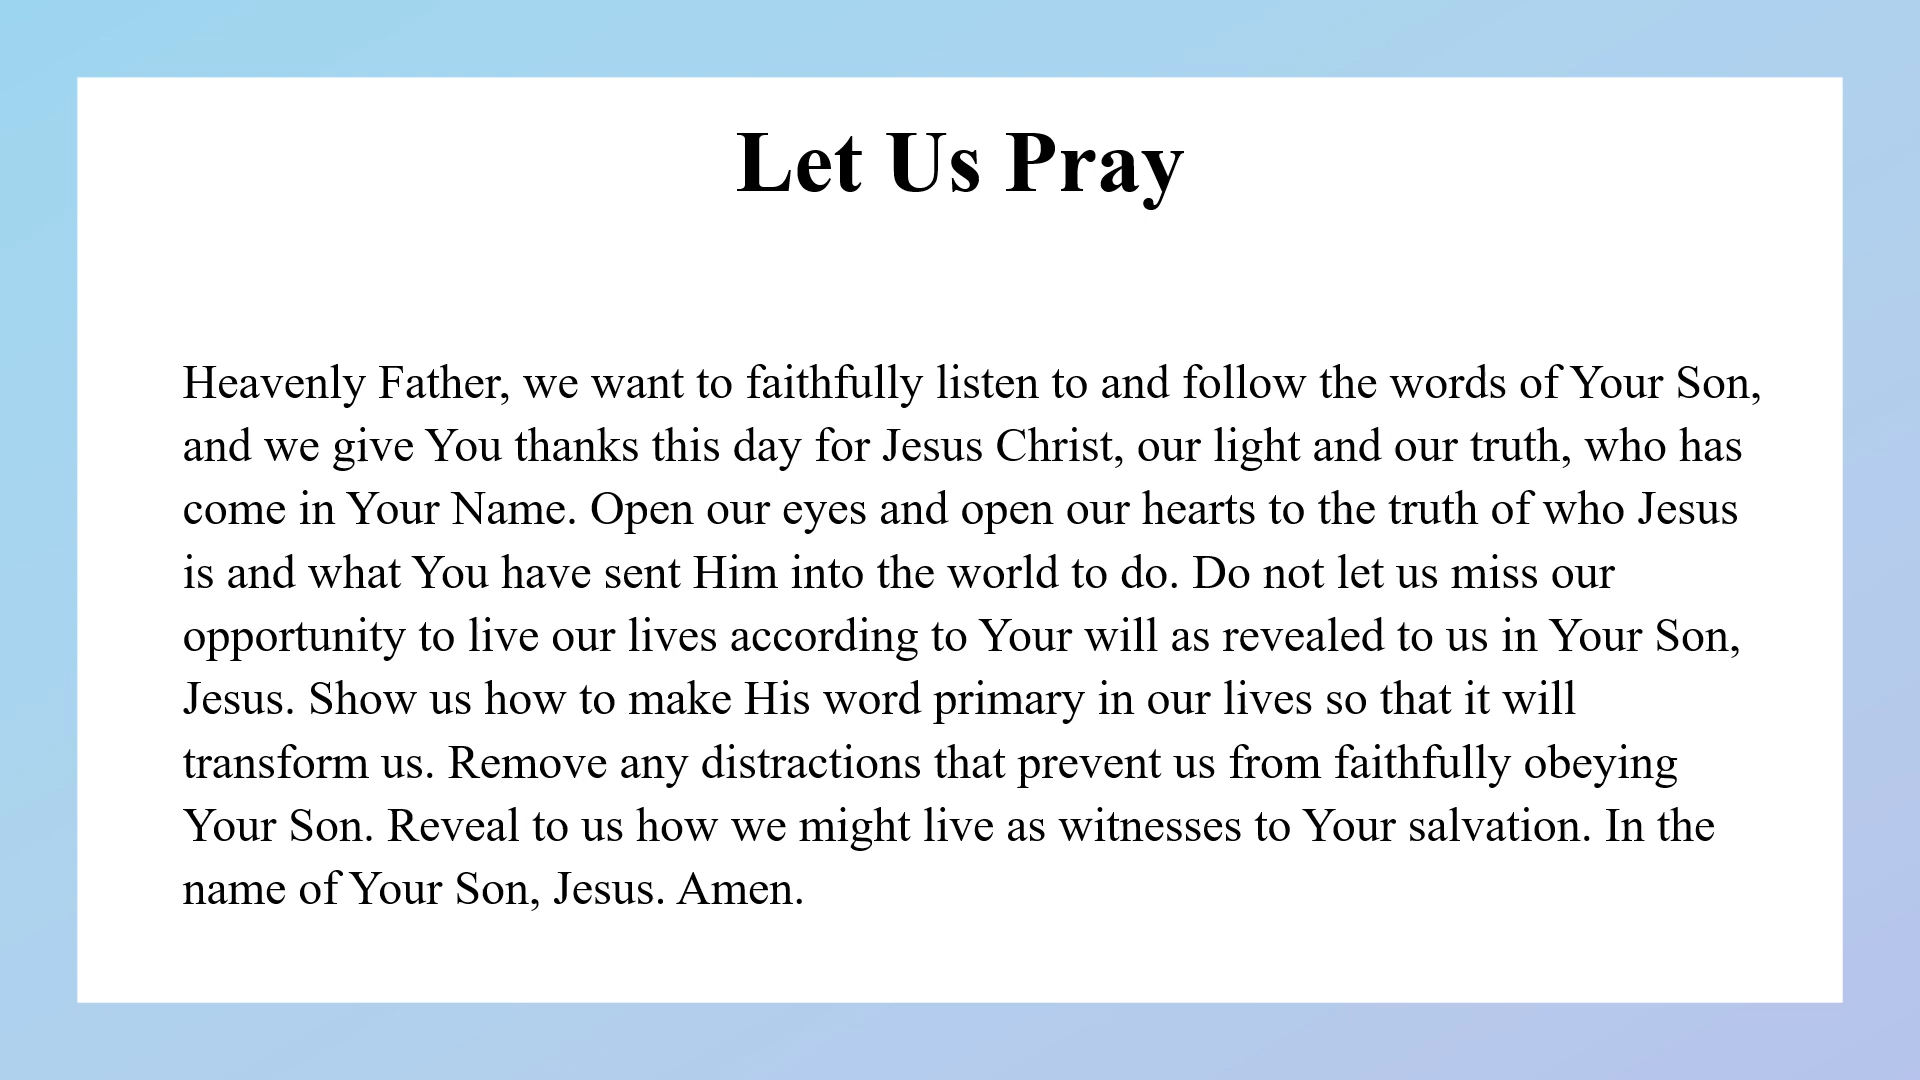 Let Us Pray
Heavenly Father, we want to faithfully listen to and follow the words of Your Son,
and we give You thanks this day for Jesus Christ, our light and our truth, who has
come in Your Name. Open our eyes and open our hearts to the truth of who Jesus
is and what You have sent Him into the world to do. Do not let us miss our
opportunity to live our lives according to Your will as revealed to us in Your Son,
Jesus. Show us how to make His word primary in our lives so that it will
transform us. Remove any distractions that prevent us from faithfully obeying
Your Son. Reveal to us how we might live as witnesses to Your salvation. In the
name of Your Son, Jesus. Amen.